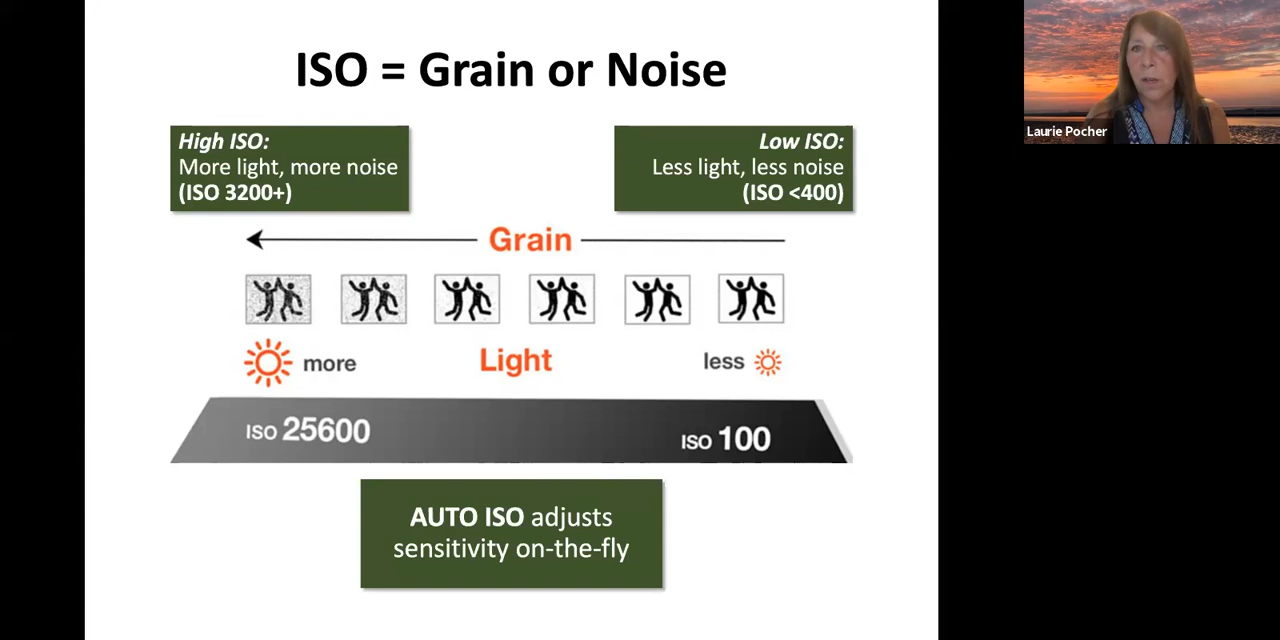 ISO = Grain or Noise
High ISO:
More light, more noise
(ISO 3200+)
Low ISO:
Less light, less noise
(ISO <400)
Grain
more
Light
less
ISO 25600
ISO 100
AUTO ISO adjusts
sensitivity on-the-fly
Laurie Pocher